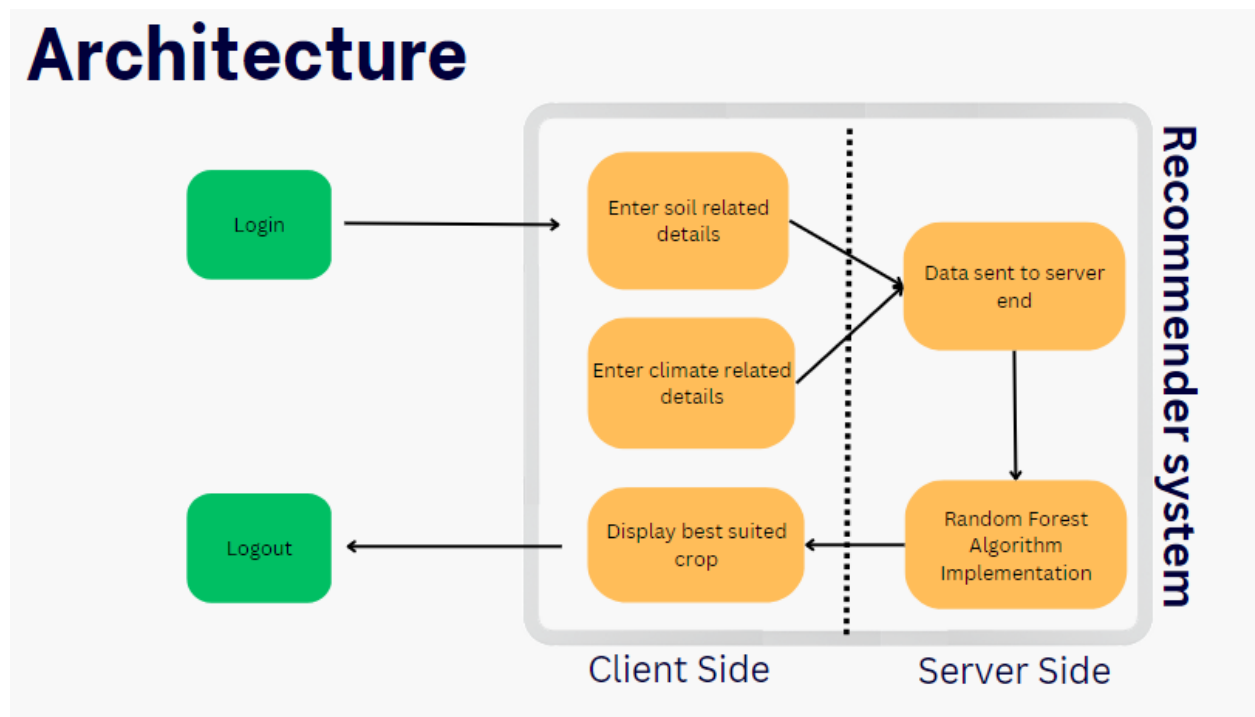 Architecture
Login
Enter soil related
details
Data sent to server
end
Enter climate related
details
Logout
Display best suited
crop
Random Forest
Algorithm
Implementation
Client Side
Server Side
Recommender system